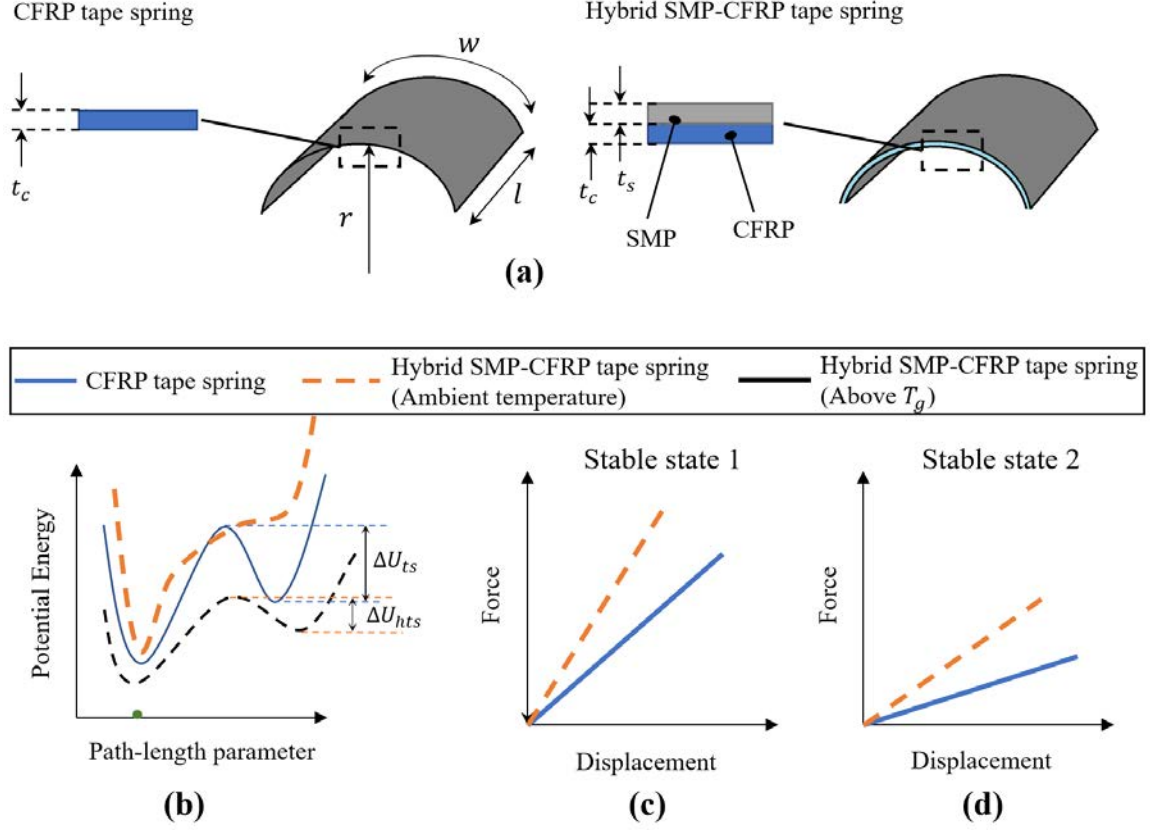 CFRP tape spring
Hybrid SMP-CFRP tape spring
w
t_c
r
l
t_s
t_c
SMP
CFRP
(a)
CFRP tape spring
Hybrid SMP-CFRP tape spring
(Ambient temperature)
Hybrid SMP-CFRP tape spring
(Above T_g)
Potential Energy
ΔU_ts
ΔU_hts
Path-length parameter
(b)
Stable state 1
Force
Displacement
(c)
Stable state 2
Force
Displacement
(d)